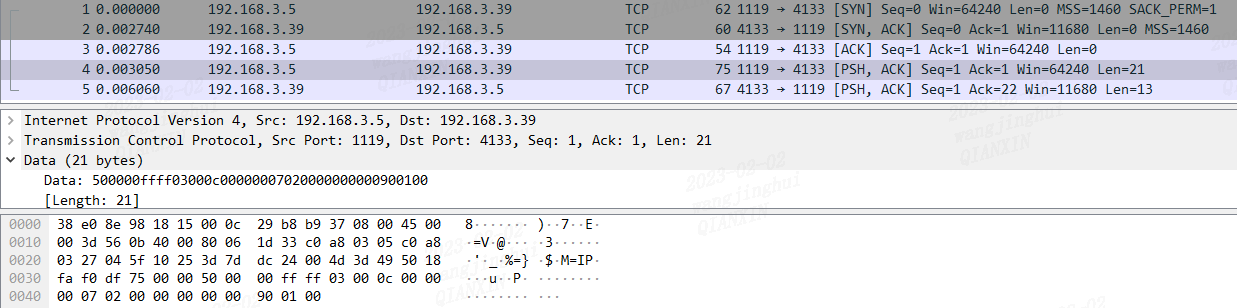 1 0.000000 192.168.3.5 192.168.3.39 TCP 62 1119 → 4133 [SYN] Seq=0 Win=64240 Len=0 MSS=1460 SACK_PERM=1
2 0.002740 192.168.3.39 192.168.3.5 TCP 60 4133 → 1119 [SYN, ACK] Seq=0 Ack=1 Win=11680 Len=0 MSS=1460
3 0.002786 192.168.3.5 192.168.3.39 TCP 54 1119 → 4133 [ACK] Seq=1 Ack=1 Win=64240 Len=0
4 0.003050 192.168.3.5 192.168.3.39 TCP 75 1119 → 4133 [PSH, ACK] Seq=1 Ack=1 Win=64240 Len=21
5 0.006060 192.168.3.39 192.168.3.5 TCP 67 4133 → 1119 [PSH, ACK] Seq=1 Ack=22 Win=11680 Len=13
Internet Protocol Version 4, Src: 192.168.3.5, Dst: 192.168.3.39
Transmission Control Protocol, Src Port: 1119, Dst Port: 4133, Seq: 1, Ack: 1, Len: 21
Data (21 bytes)
Data: 500000ffff03000c00000007020000000000900100
[Length: 21]
0000 38 e0 8e 98 18 15 00 0c 29 b8 b9 37 08 00 45 00 8······· )··7··E·
0010 00 3d 56 0b 40 00 80 06 1d 33 c0 a8 03 05 c0 a8 ·=V·@··· ·3······
0020 03 27 04 5f 10 25 3d 7d dc 24 00 4d 3d 49 50 18 ·'·_·%=} ·$·M=IP·
0030 fa f0 df 75 00 00 50 00 00 ff ff 03 00 0c 00 00 ···u··P· ········
0040 00 07 02 00 00 00 00 00 90 01 00 ········ ···
2023-02-02
wangjinghui
QIANXIN